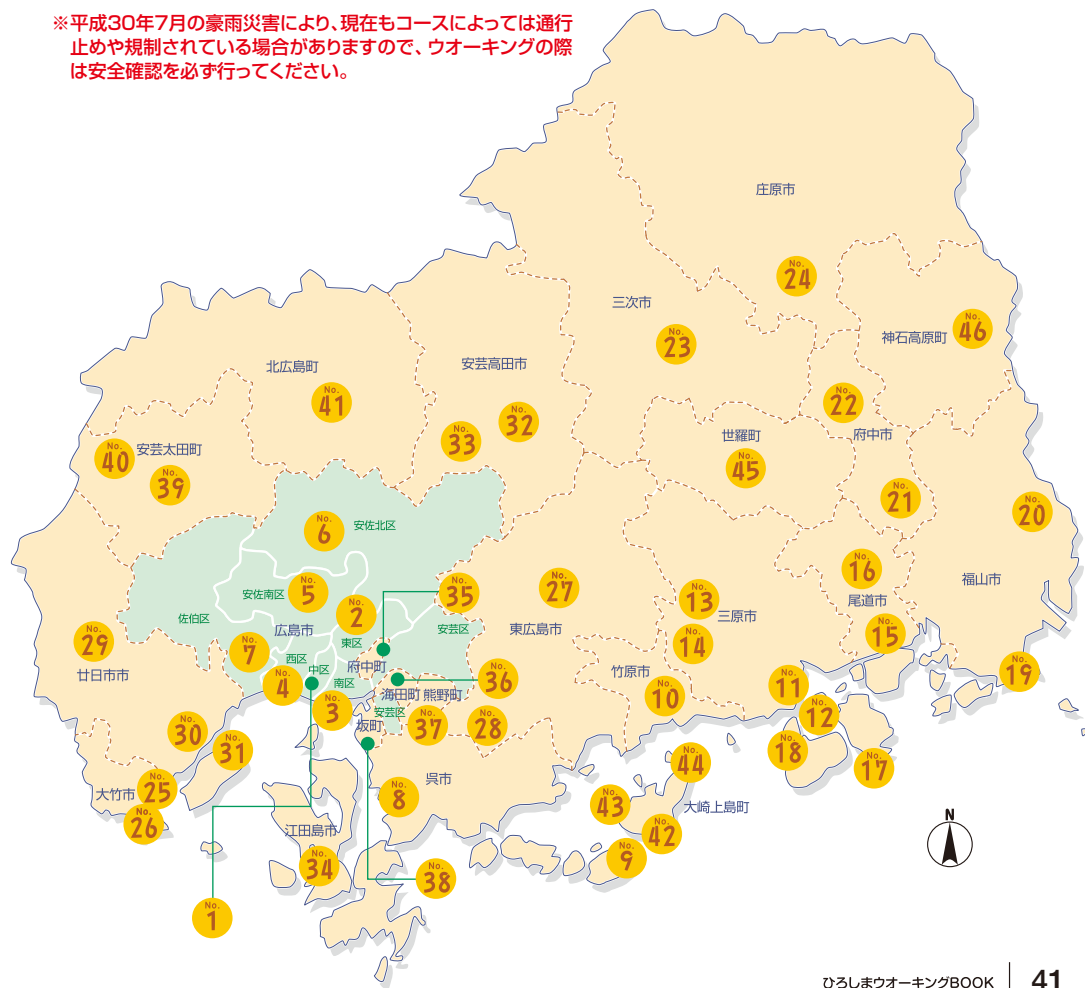 ※平成30年7月の豪雨災害により、現在もコースによっては通行
止めや規制されている場合がありますので、ウオーキングの際
は安全確認を必ず行ってください。
庄原市
No. 24
三次市
No. 23
神石高原町
No. 46
北広島町
No. 41
安芸高田市
No. 32
No. 33
No. 22
府中市
世羅町
No. 45
No. 21
安芸太田町
No. 40
No. 39
No. 20
福山市
安佐北区
No. 6
安佐南区
No. 5
No. 2
No. 35
No. 27
No. 13
No. 16
尾道市
No. 15
佐伯区
広島市
東区
安芸区
東広島市
三原市
No. 14
No. 29
廿日市市
No. 7
西区
中区
南区
府中町
No. 4
No. 3
海田町
熊野町
安芸区
No. 36
No. 37
No. 28
坂町
竹原市
No. 10
No. 11
No. 12
No. 19
No. 30
No. 31
No. 18
No. 17
No. 44
大竹市
No. 25
No. 26
呉市
No. 8
No. 43
大崎上島町
No. 42
No. 9
江田島市
No. 34
No. 38
No. 1
N
ひろしまウオーキングBOOK 41